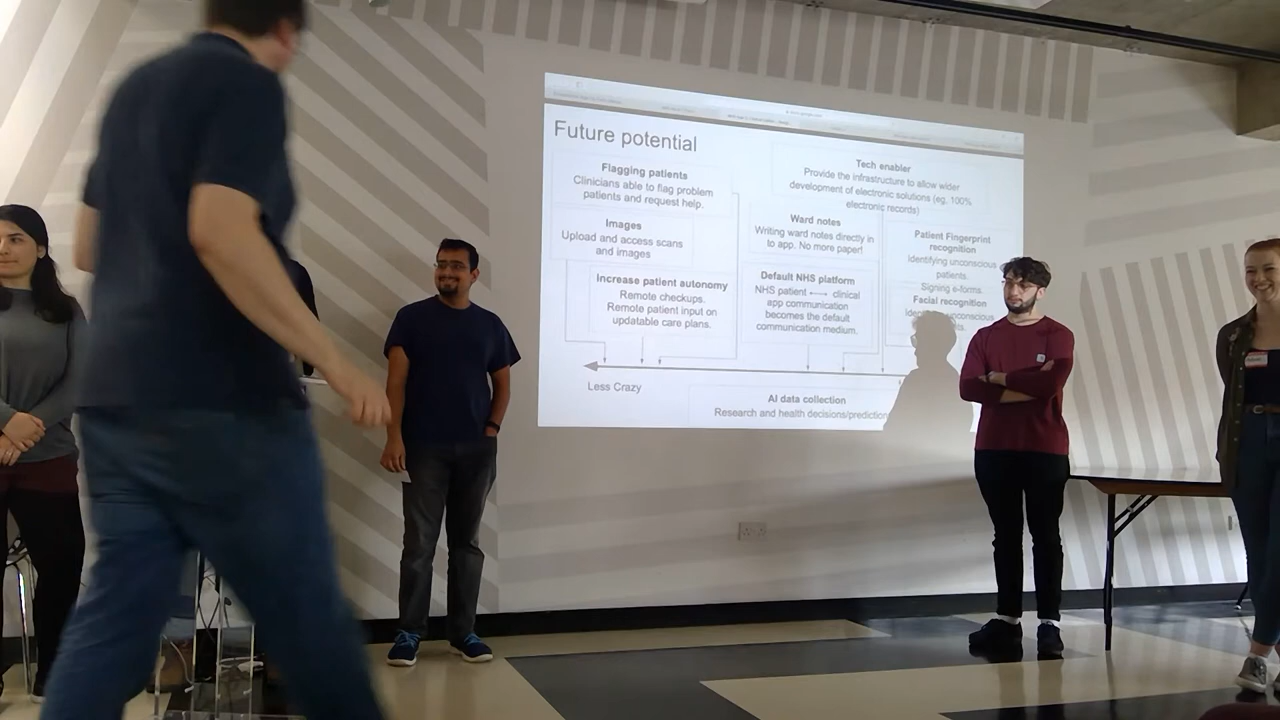 Future potential
Flagging patients
Clinicians able to flag problem
patients and request help.
Images
Upload and access scans
and images
Increase patient autonomy
Remote checkups.
Remote patient input on
updatable care plans.
Tech enabler
Provide the infrastructure to allow wider
development of electronic solutions (eg, 100%
electronic records)
Ward notes
Writing ward notes directly in
to app. No more paper!
Default NHS platform
NHS patient ⟷ clinical
app communication
becomes the default
communication medium.
Patient Fingerprint
recognition
Identifying unconscious
patients.
Signing e-forms.
Facial recognition
unconscious
Less Crazy
AI data collection
Research and health decisions/prediction